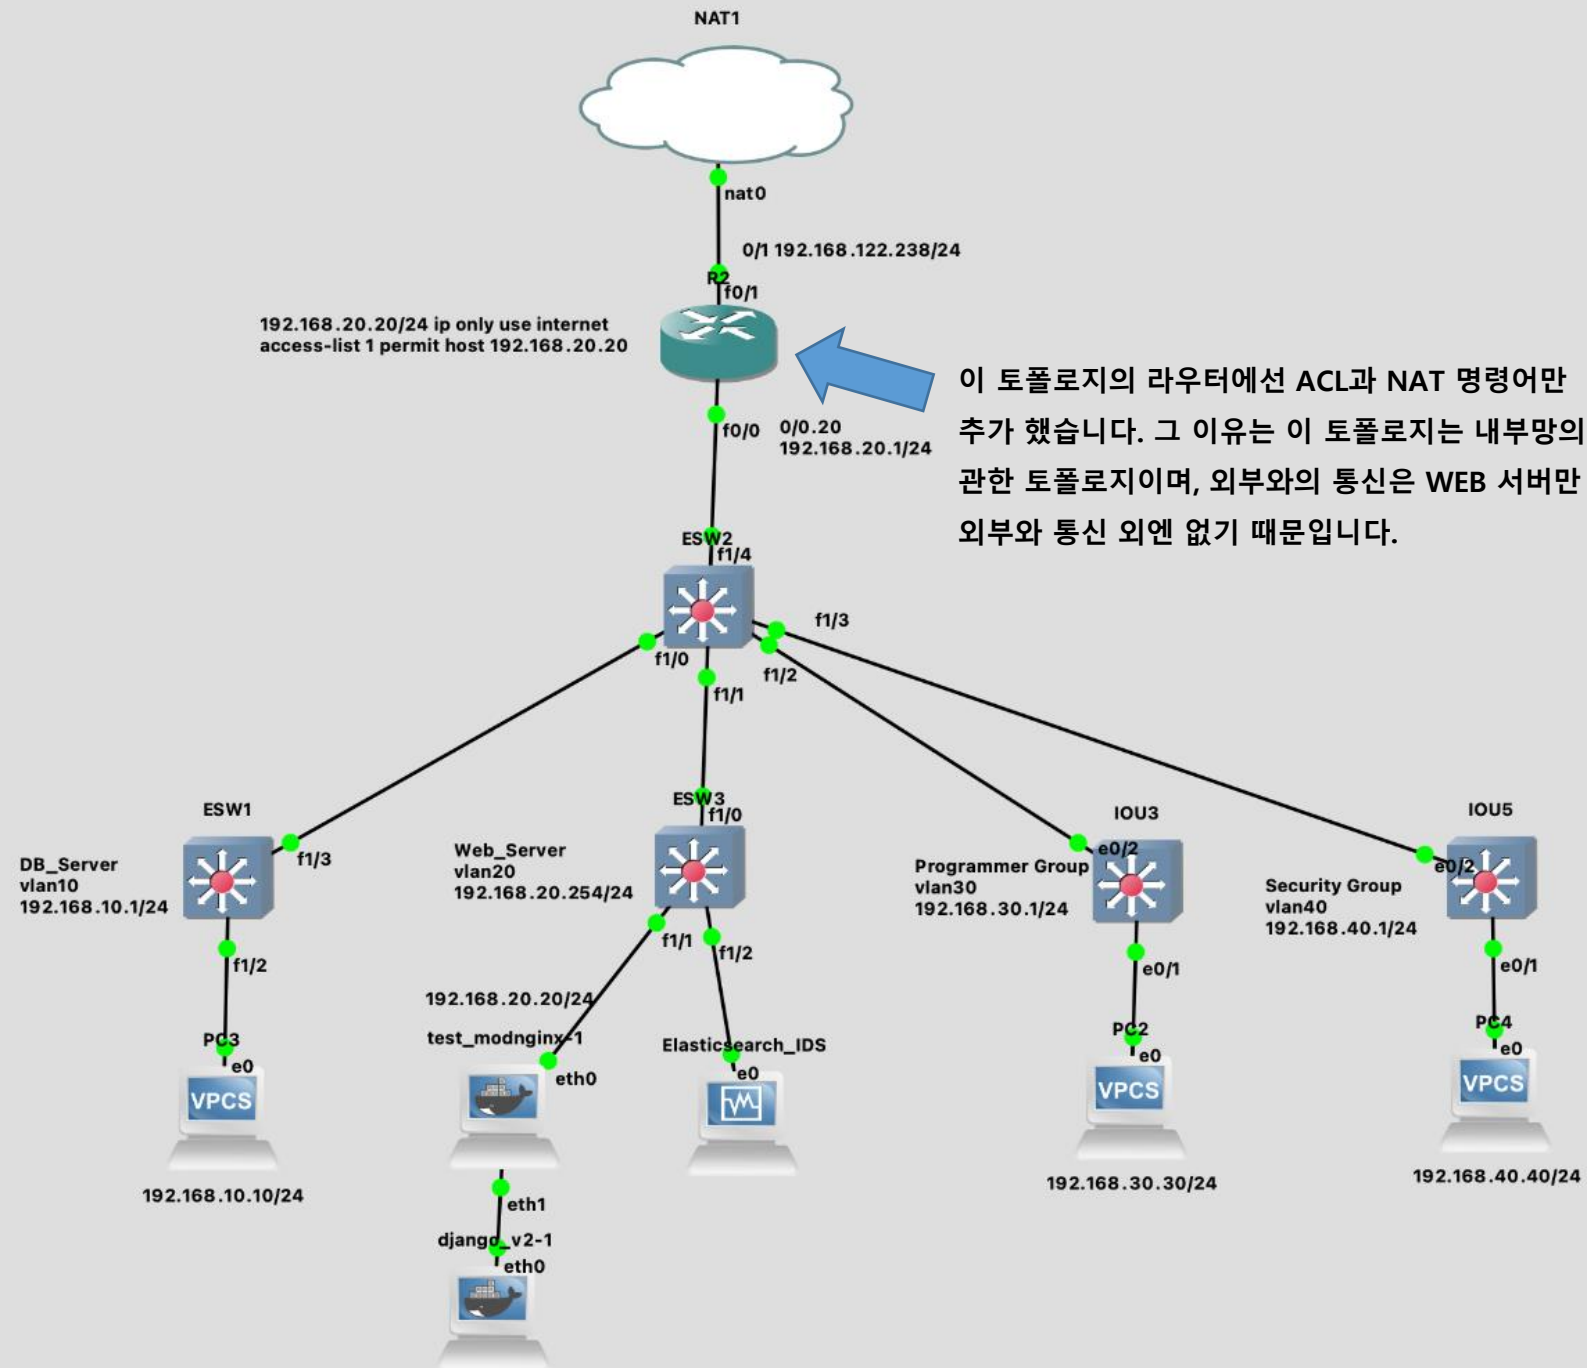 NAT1
nat0
0/1 192.168.122.238/24
R2
f0/1
192.168.20.20/24 ip only use internet
access-list 1 permit host 192.168.20.20
이 토폴로지의 라우터에선 ACL과 NAT 명령어만
추가 했습니다. 그 이유는 이 토폴로지는 내부망의
관한 토폴로지이며, 외부와의 통신은 WEB 서버만
외부와 통신 외엔 없기 때문입니다.
f0/0
0/0.20
192.168.20.1/24
ESW2
f1/4
f1/3
f1/0
f1/2
f1/1
ESW1
f1/3
DB_Server
vlan10
192.168.10.1/24
f1/2
PC3
e0
VPCS
192.168.10.10/24
ESW3
f1/0
Web_Server
vlan20
192.168.20.254/24
f1/1
f1/2
192.168.20.20/24
test_modnginx-1
eth0
Elasticsearch_IDS
e0
eth1
django_v2-1
eth0
IOU3
e0/2
Programmer Group
vlan30
192.168.30.1/24
e0/1
PC2
e0
VPCS
192.168.30.30/24
IOU5
e0/2
Security Group
vlan40
192.168.40.1/24
e0/1
PC4
e0
VPCS
192.168.40.40/24